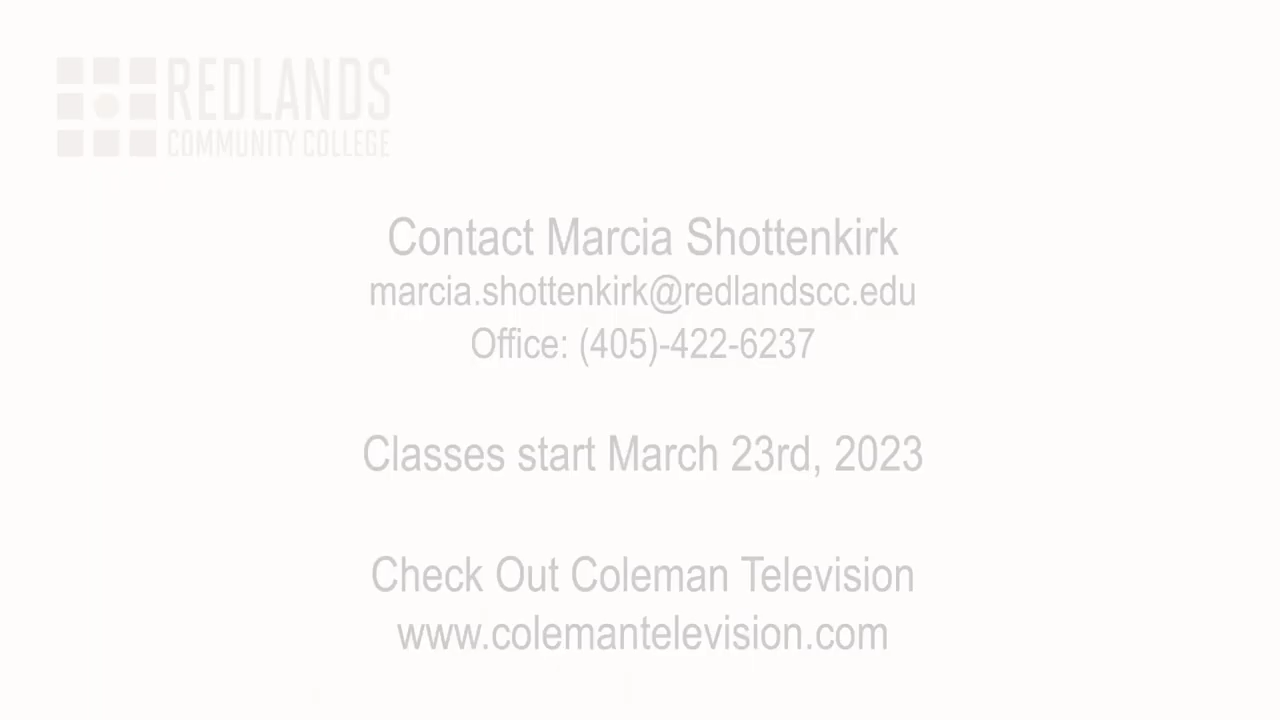 REDLANDS
COMMUNITY COLLEGE
Contact Marcia Shottenkirk
marcia.shottenkirk@redlandscc.edu
Office: (405)-422-6237
Classes start March 23rd, 2023
Check Out Coleman Television
www.colemantelevision.com